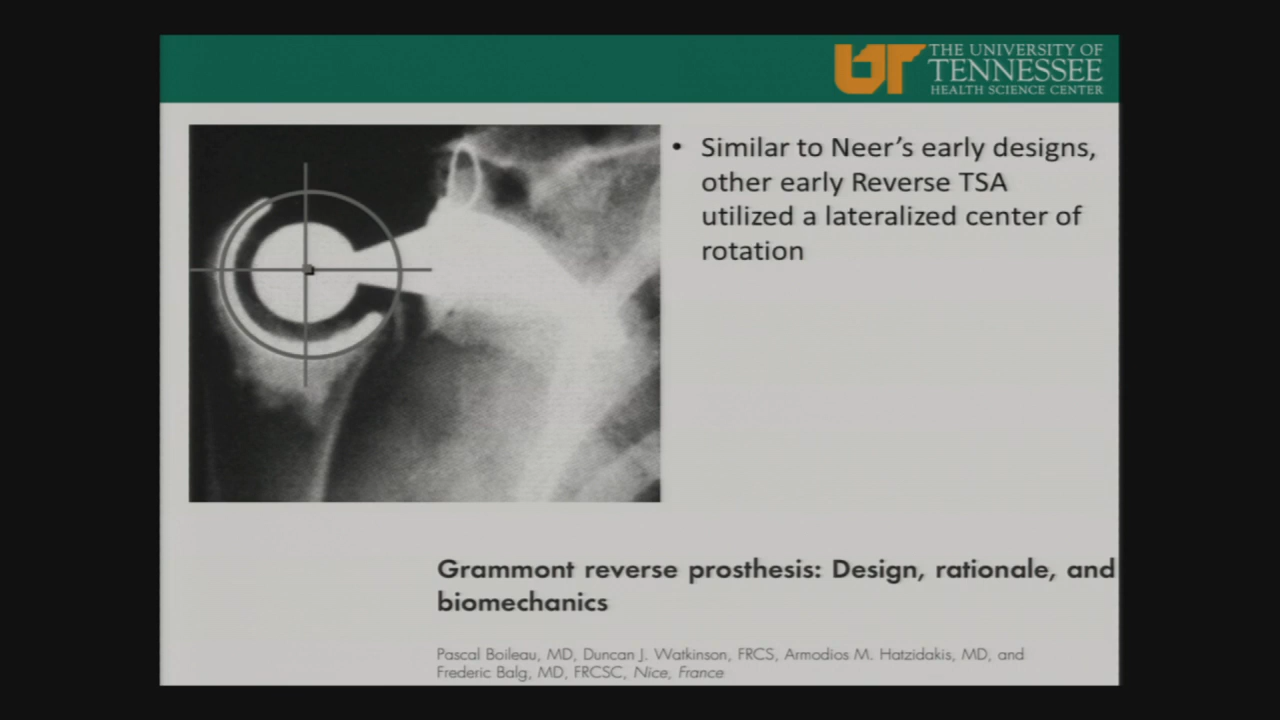 UT THE UNIVERSITY OF
TENNESSEE
HEALTH SCIENCE CENTER
• Similar to Neer's early designs,
other early Reverse TSA
utilized a lateralized center of
rotation
Grammont reverse prosthesis: Design, rationale, and
biomechanics
Pascal Boileau, MD, Duncan J. Watkinson, FRCS, Armodios M. Hatzidakis, MD, and
Frederic Balg, MD, FRCSC, Nice, France